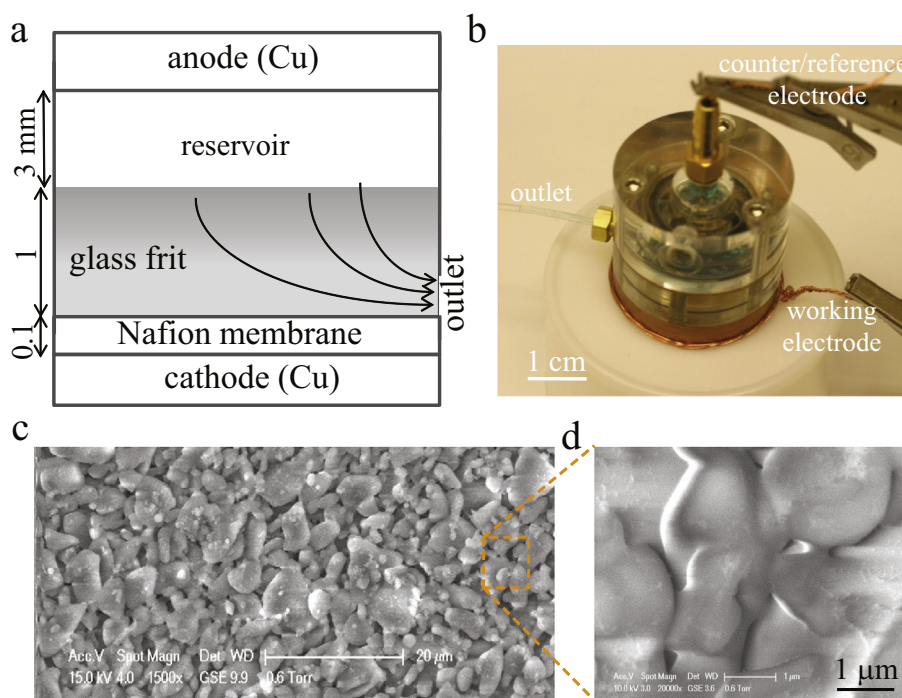 a
anode (Cu)
3 mm
reservoir
1
glass frit
outlet
0.1
Nafion membrane
cathode (Cu)
b
counter/reference
electrode
outlet
working
electrode
1 cm
c
Acc.V Spot Magn Det WD 20 µm
15.0 kV 4.0 1500x GSE 9.9 0.6 Torr
d
Acc.V Spot Magn Det WD 1 µm
10.0 kV 3.0 20000x GSE 3.6 0.6 Torr
1 µm